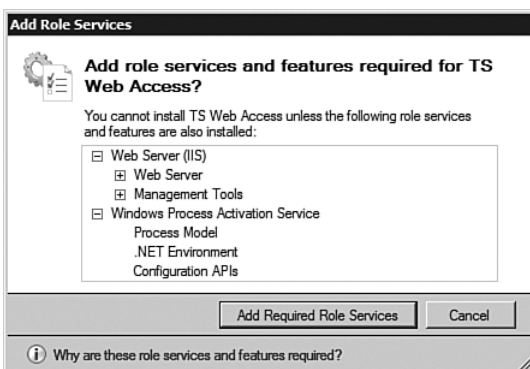 Add Role Services
Add role services and features required for TS
Web Access?
You cannot install TS Web Access unless the following role services
and features are also installed:
Web Server (IIS)
Web Server
Management Tools
Windows Process Activation Service
Process Model
.NET Environment
Configuration APIs
Add Required Role Services
Cancel
Why are these role services and features required?